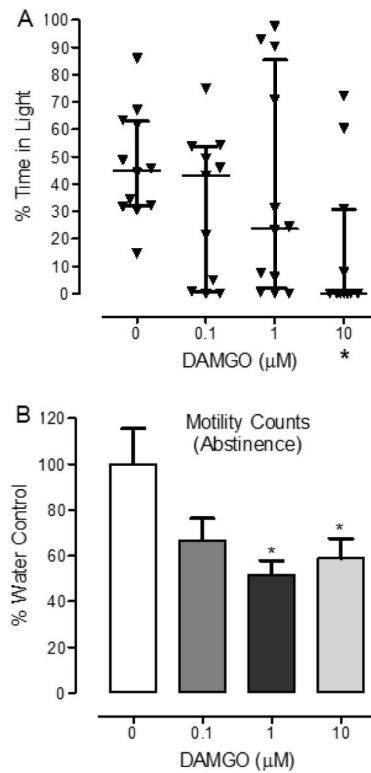 A
% Time in Light
100
90
80
70
60
50
40
30
20
10
0
0 0.1 1 10
DAMGO (μM) *
B
Motility Counts
(Abstinence)
% Water Control
120
100
80
60
40
20
0
* *
0 0.1 1 10
DAMGO (μM)